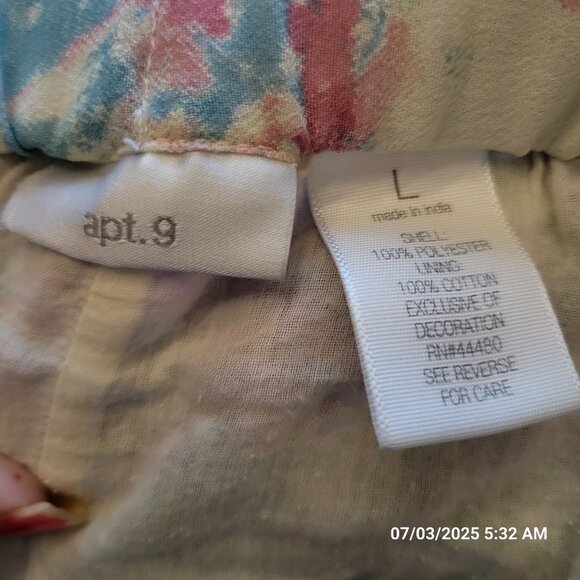 apt.9
L
made in india
SHELL
100% POLYESTER
LINING
100% COTTON
EXCLUSIVE OF
DECORATION
RN#44480
SEE REVERSE
FOR CARE
07/03/2025 5:32 AM